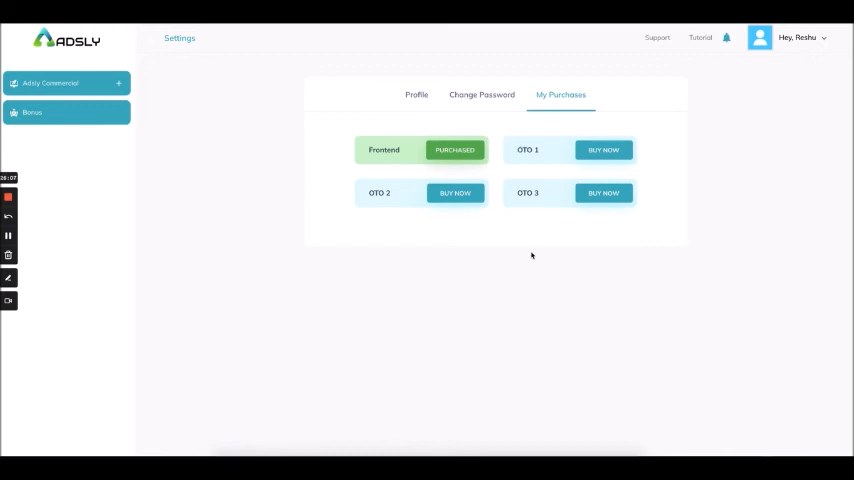 ADSLY
Settings
Support
Tutorial
Hey, Reshu
Adsly Commercial +
Bonus
Profile
Change Password
My Purchases
Frontend
PURCHASED
OTO 1
BUY NOW
OTO 2
BUY NOW
OTO 3
BUY NOW
26:07